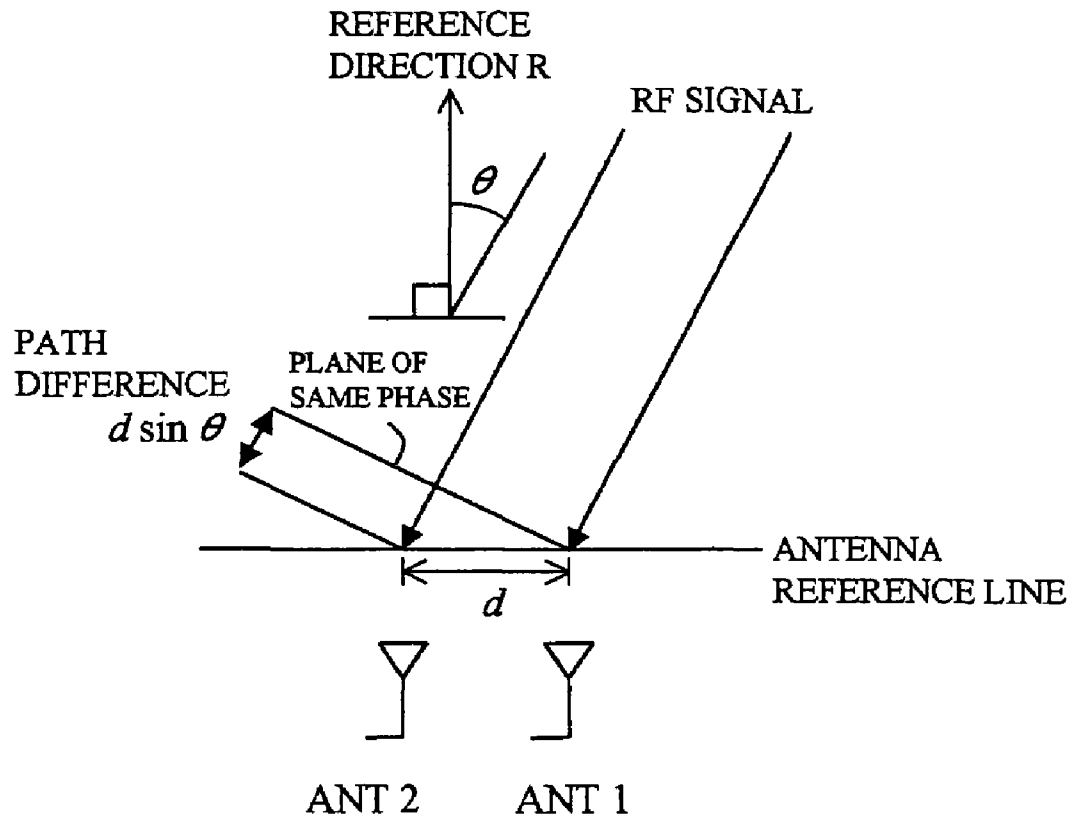 REFERENCE
DIRECTION R
RF SIGNAL
θ
PATH
DIFFERENCE
d sin θ
PLANE OF
SAME PHASE
ANTENNA
REFERENCE LINE
d
ANT 2
ANT 1